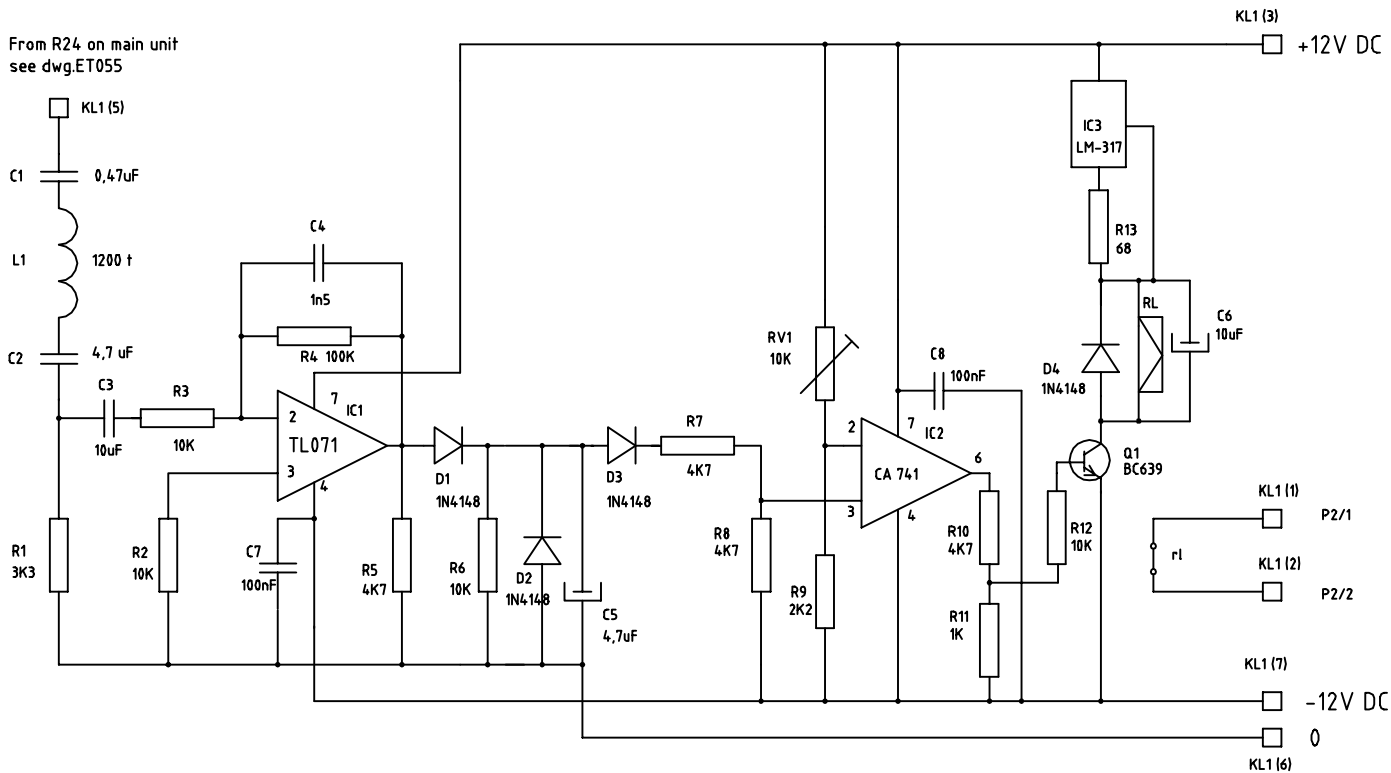 KL1 (3)
+12V DC
From R24 on main unit
see dwg.ET055
KL1 (5)
C1
0,47uF
L1
1200 t
C2
4,7 uF
C3
10uF
R3
10K
C4
1n5
R4 100K
7
IC1
2
TL071
3
4
R1
3K3
R2
10K
C7
100nF
R5
4K7
D1
1N4148
R6
10K
D2
1N4148
C5
4,7uF
D3
1N4148
R7
4K7
R8
4K7
RV1
10K
R9
2K2
C8
100nF
2
7
IC2
CA 741
6
3
4
R10
4K7
R11
1K
R12
10K
IC3
LM-317
R13
68
RL
C6
10uF
D4
1N4148
Q1
BC639
KL1 (1)
P2/1
rl
KL1 (2)
P2/2
KL1 (7)
-12V DC
0
KL1 (6)